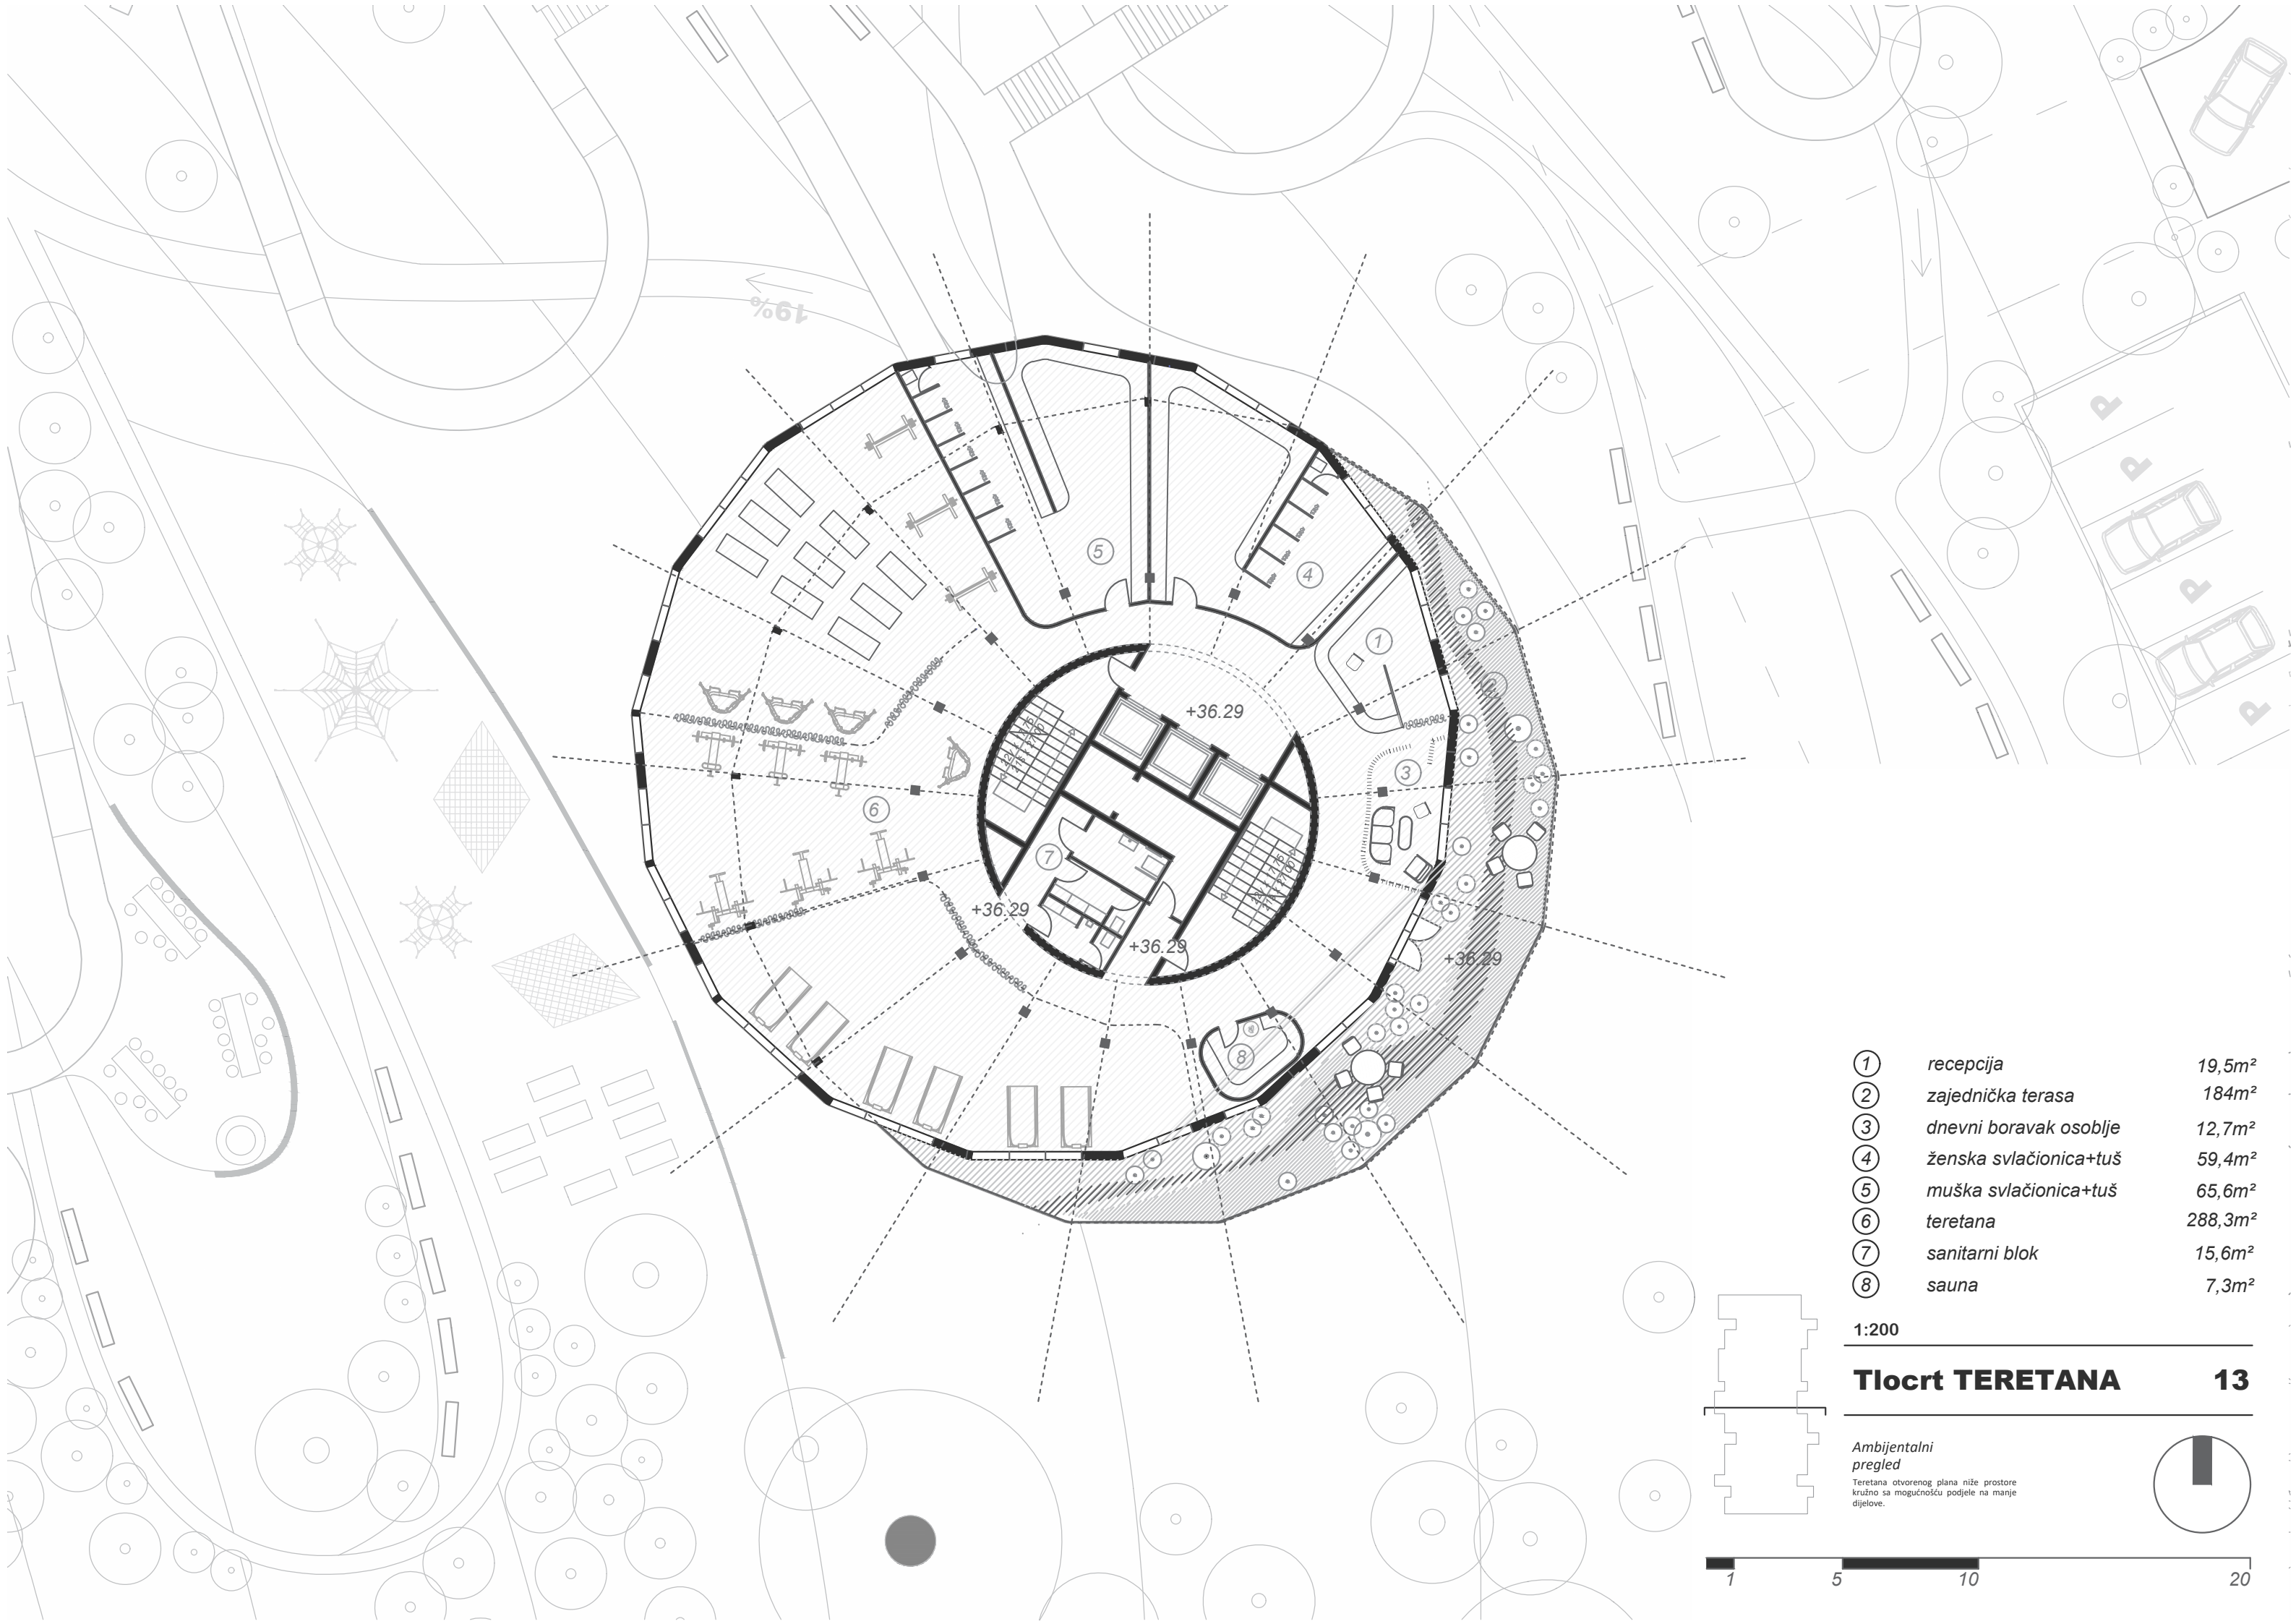 19%
5
4
1
+36.29
3
6
7
+36.29
+36.29
+36.29
8
P
P
P
P
1 recepcija 19,5m²
2 zajednička terasa 184m²
3 dnevni boravak osoblje 12,7m²
4 ženska svlačionica+tuš 59,4m²
5 muška svlačionica+tuš 65,6m²
6 teretana 288,3m²
7 sanitarni blok 15,6m²
8 sauna 7,3m²
1:200
Tlocrt TERETANA 13
Ambijentalni
pregled
Teretana otvorenog plana niže prostore
kružno sa mogućnošću podjele na manje
dijelove.
1 5 10 20